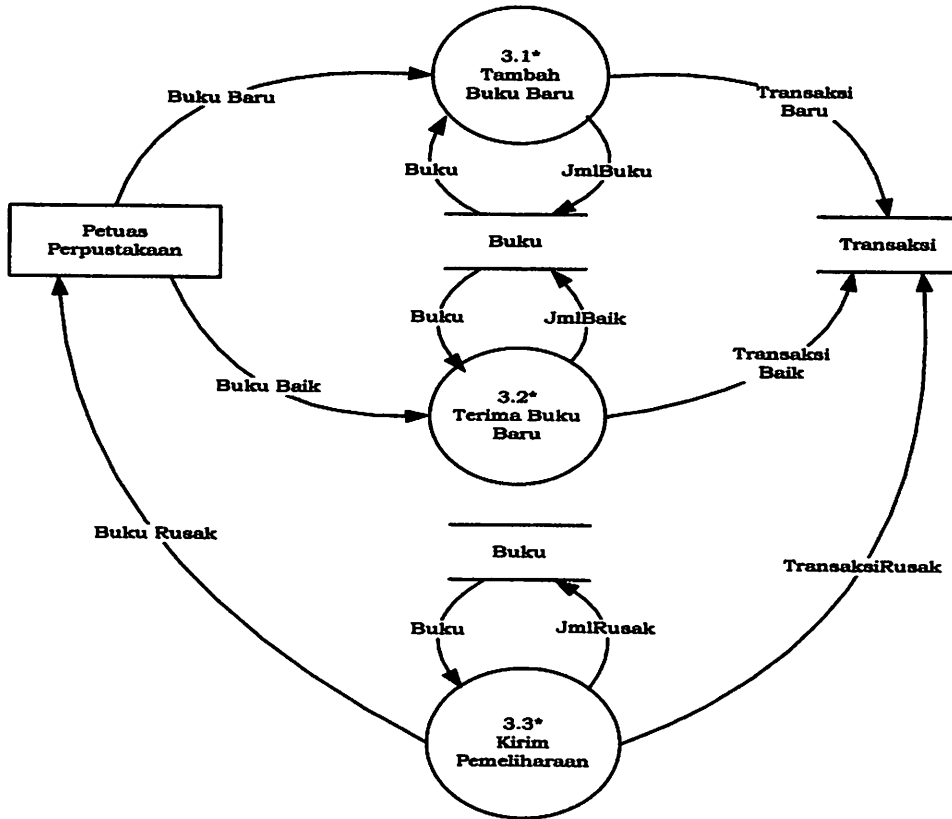 3.1*
Tambah
Buku Baru
Buku Baru
Transaksi
Baru
Buku
JmlBuku
Petuas
Perpustakaan
Buku
Transaksi
Buku
JmlBaik
Transaksi
Baik
Buku Baik
3.2*
Terima Buku
Baru
Buku Rusak
Buku
TransaksiRusak
Buku
JmlRusak
3.3*
Kirim
Pemeliharaan